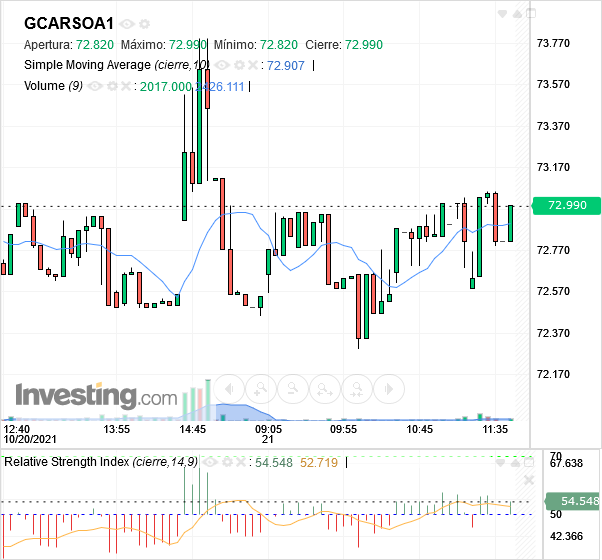 GCARSOA1
Apertura: 72.820 Máximo: 72.990 Mínimo: 72.820 Cierre: 72.990
Simple Moving Average (cierre,10) : 72.907
Volume (9) : 2017.000 426.111
73.770
73.570
73.370
73.170
72.990
72.770
72.570
72.370
72.170
Investing.com
12:40 13:55 14:45 09:05 09:55 10:45 11:35
10/20/2021 21
Relative Strength Index (cierre,14,9) : 54.548 52.719
70
67.638
54.548
50
42.366